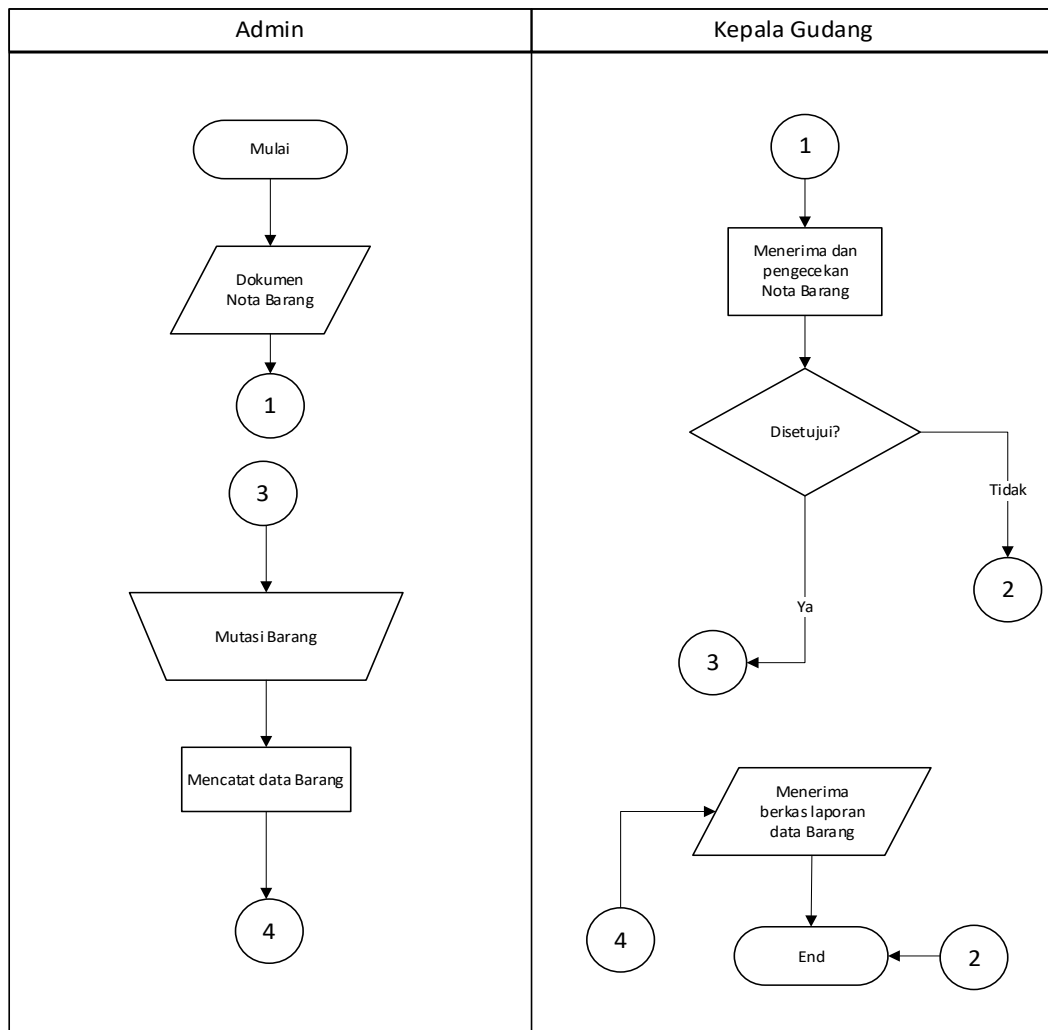 Admin
Kepala Gudang
Mulai
Dokumen
Nota Barang
1
3
Mutasi Barang
Mencatat data Barang
4
1
Menerima dan
pengecekan
Nota Barang
Disetujui?
Tidak
2
Ya
3
Menerima
berkas laporan
data Barang
4
End
2